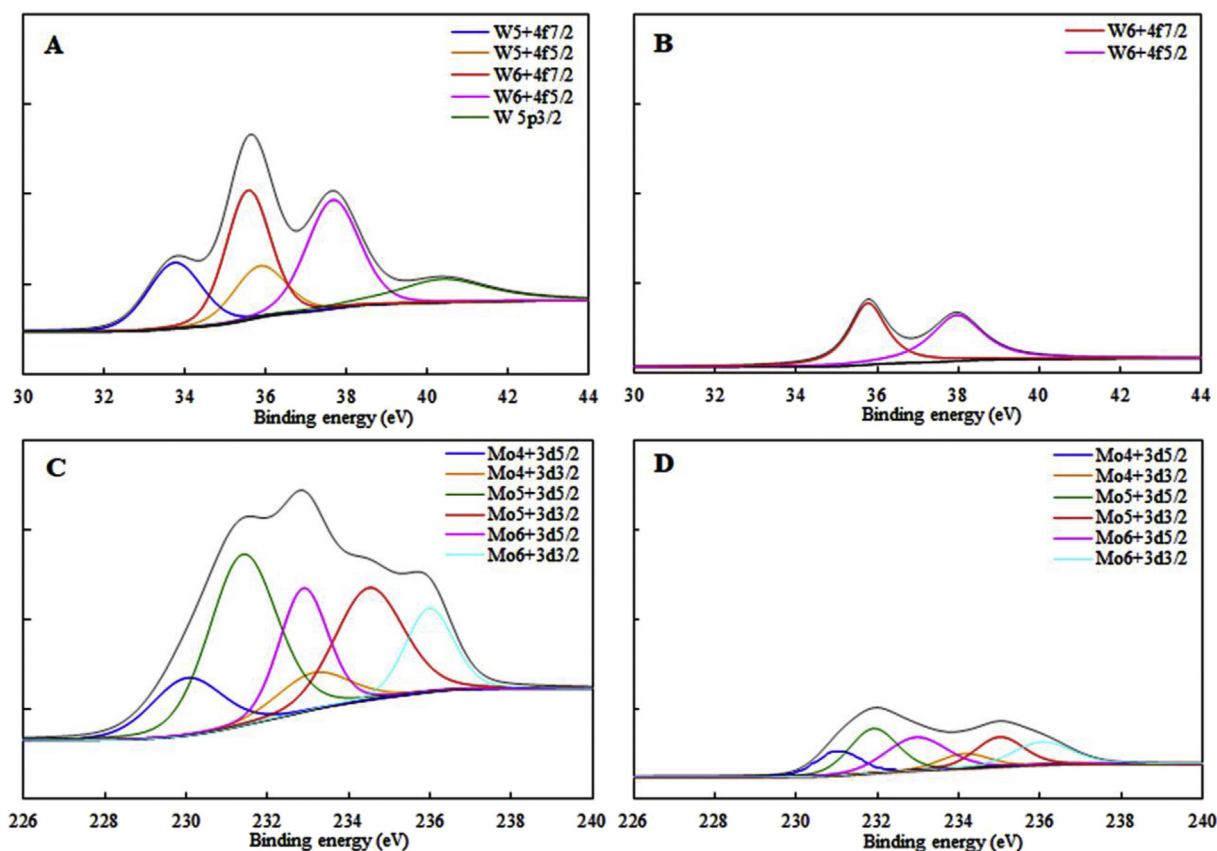 A
W5+4f7/2
W5+4f5/2
W6+4f7/2
W6+4f5/2
W 5p3/2
30 32 34 36 38 40 42 44
Binding energy (eV)
B
W6+4f7/2
W6+4f5/2
30 32 34 36 38 40 42 44
Binding energy (eV)
C
Mo4+3d5/2
Mo4+3d3/2
Mo5+3d5/2
Mo5+3d3/2
Mo6+3d5/2
Mo6+3d3/2
226 228 230 232 234 236 238 240
Binding energy (eV)
D
Mo4+3d5/2
Mo4+3d3/2
Mo5+3d5/2
Mo5+3d3/2
Mo6+3d5/2
Mo6+3d3/2
226 228 230 232 234 236 238 240
Binding energy (eV)